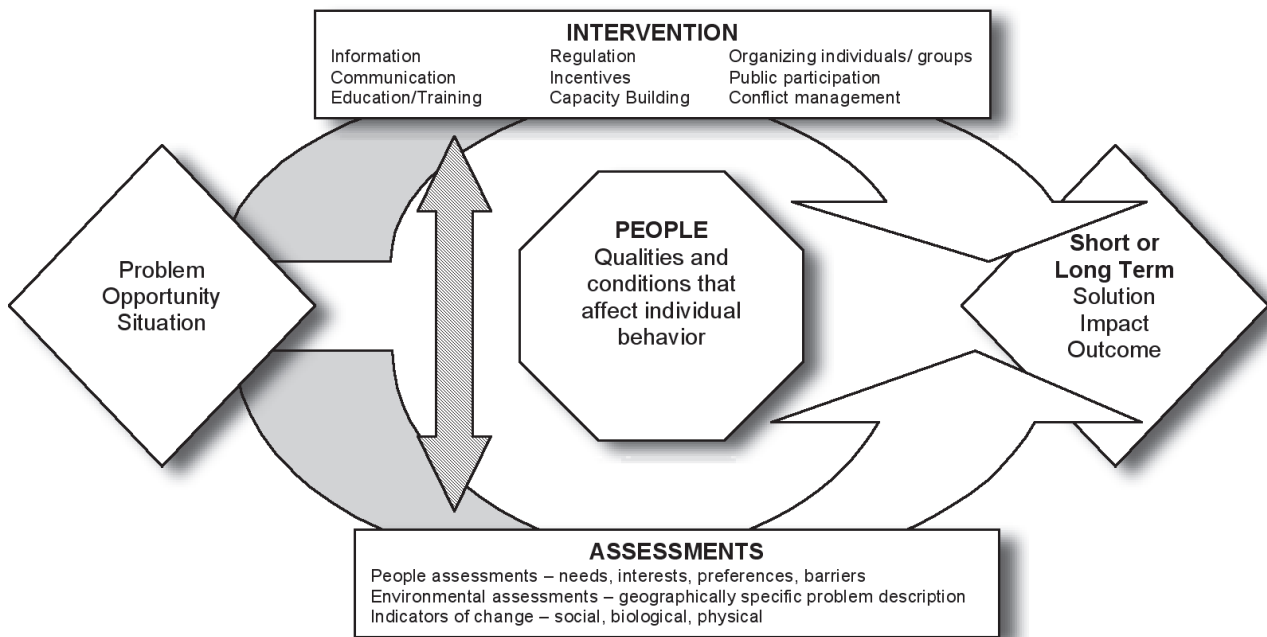 INTERVENTION
Information Regulation Organizing individuals/ groups
Communication Incentives Public participation
Education/Training Capacity Building Conflict management
Problem
Opportunity
Situation
PEOPLE
Qualities and
conditions that
affect individual
behavior
Short or
Long Term
Solution
Impact
Outcome
ASSESSMENTS
People assessments – needs, interests, preferences, barriers
Environmental assessments – geographically specific problem description
Indicators of change – social, biological, physical